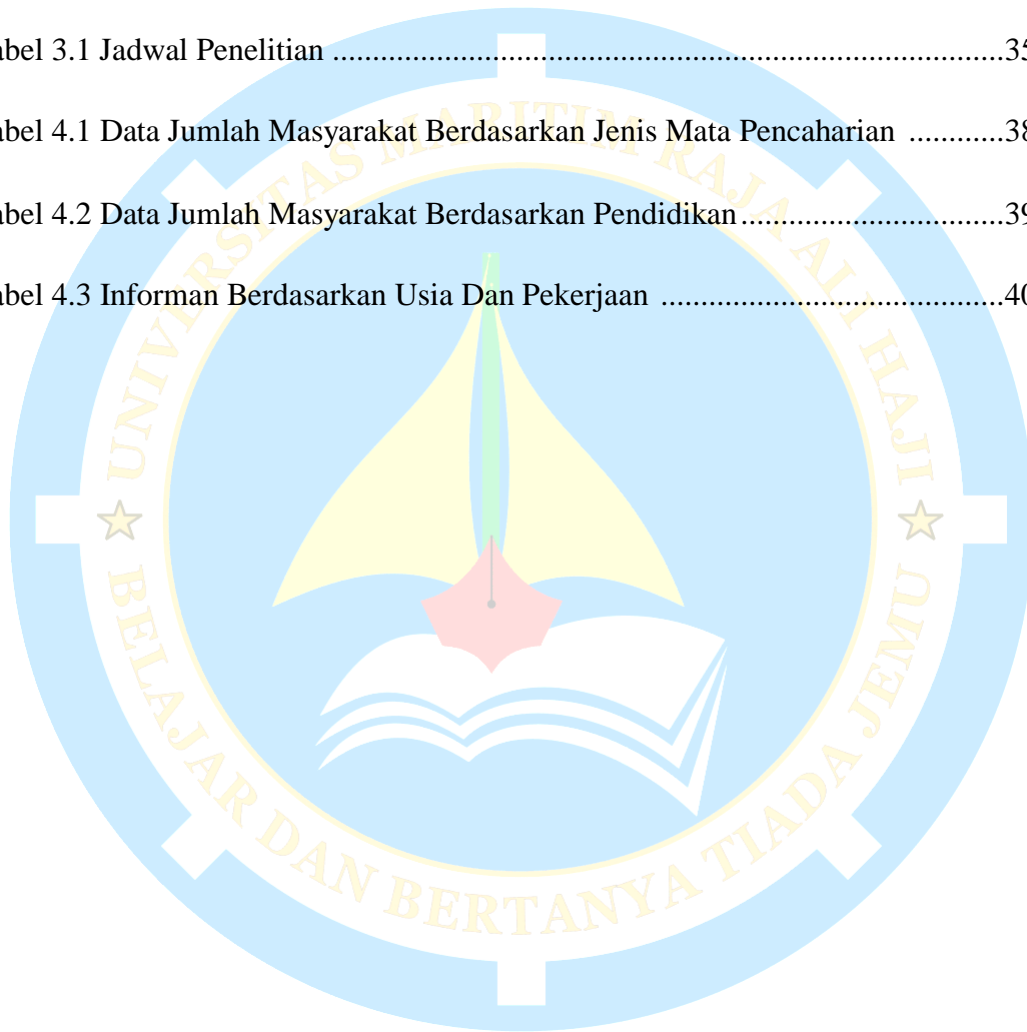 abel 3.1 Jadwal Penelitian ........................................................................................35
abel 4.1 Data Jumlah Masyarakat Berdasarkan Jenis Mata Pencaharian ............38
abel 4.2 Data Jumlah Masyarakat Berdasarkan Pendidikan ..................................39
abel 4.3 Informan Berdasarkan Usia Dan Pekerjaan .............................................40
UNIVERSITAS MARITIM RAJA ALI HAJI
BELAJAR DAN BERTANYA TIADA JEMU